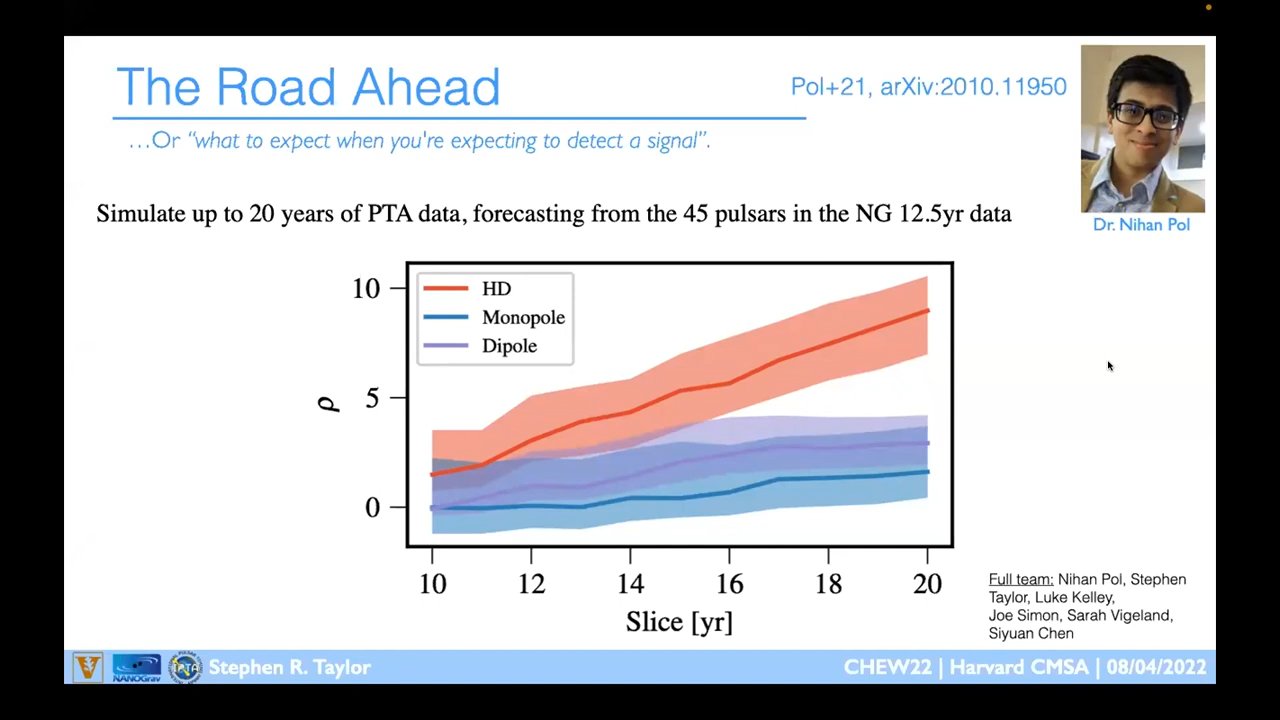 The Road Ahead
Pol+21, arXiv:2010.11950
...Or "what to expect when you're expecting to detect a signal".
Dr. Nihan Pol
Simulate up to 20 years of PTA data, forecasting from the 45 pulsars in the NG 12.5yr data
HD
Monopole
Dipole
10
5
0
ρ
10 12 14 16 18 20
Slice [yr]
Full team: Nihan Pol, Stephen
Taylor, Luke Kelley,
Joe Simon, Sarah Vigeland,
Siyuan Chen
V
NANOGrav
IPTA
Stephen R. Taylor
CHEW22 | Harvard CMSA | 08/04/2022